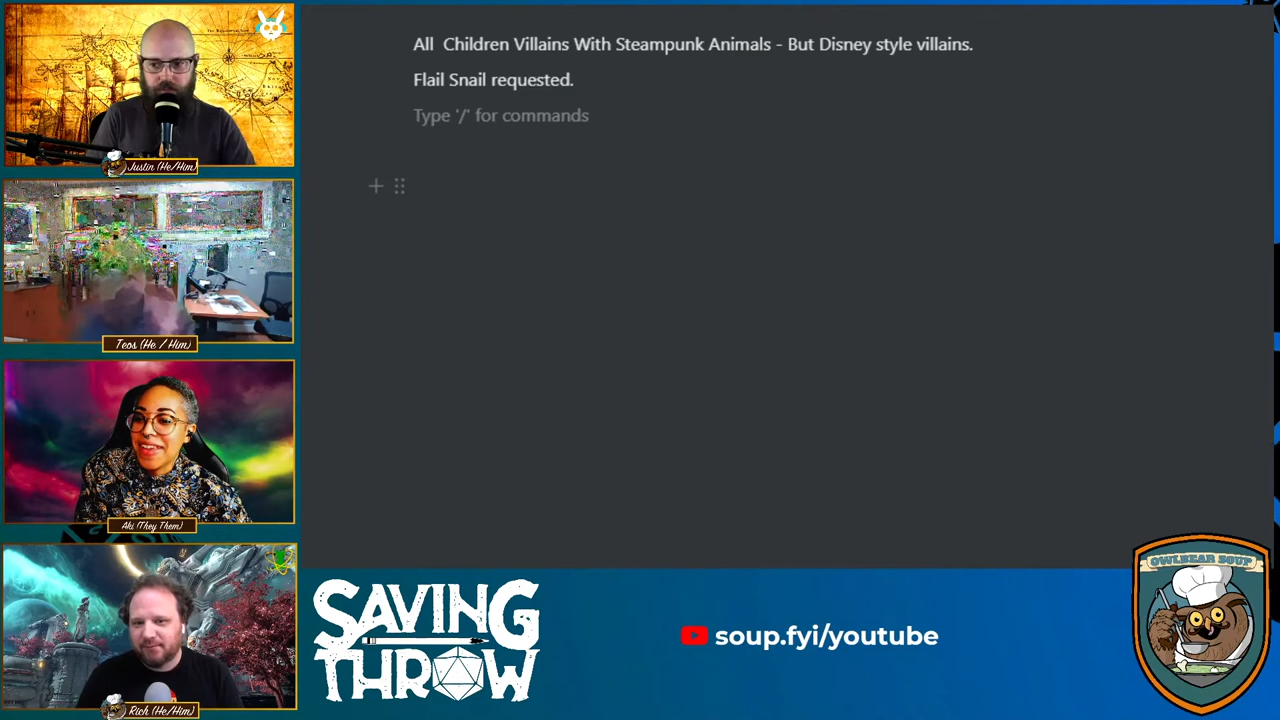 All  Children Villains With Steampunk Animals - But Disney style villains.
Flail Snail requested.
Type '/' for commands
Justin (He/Him)
Teos (He / Him)
Aki (They Them)
Rich (He/Him)
SAVING
THROW
soup.fyi/youtube
OWLBEAR SOUP